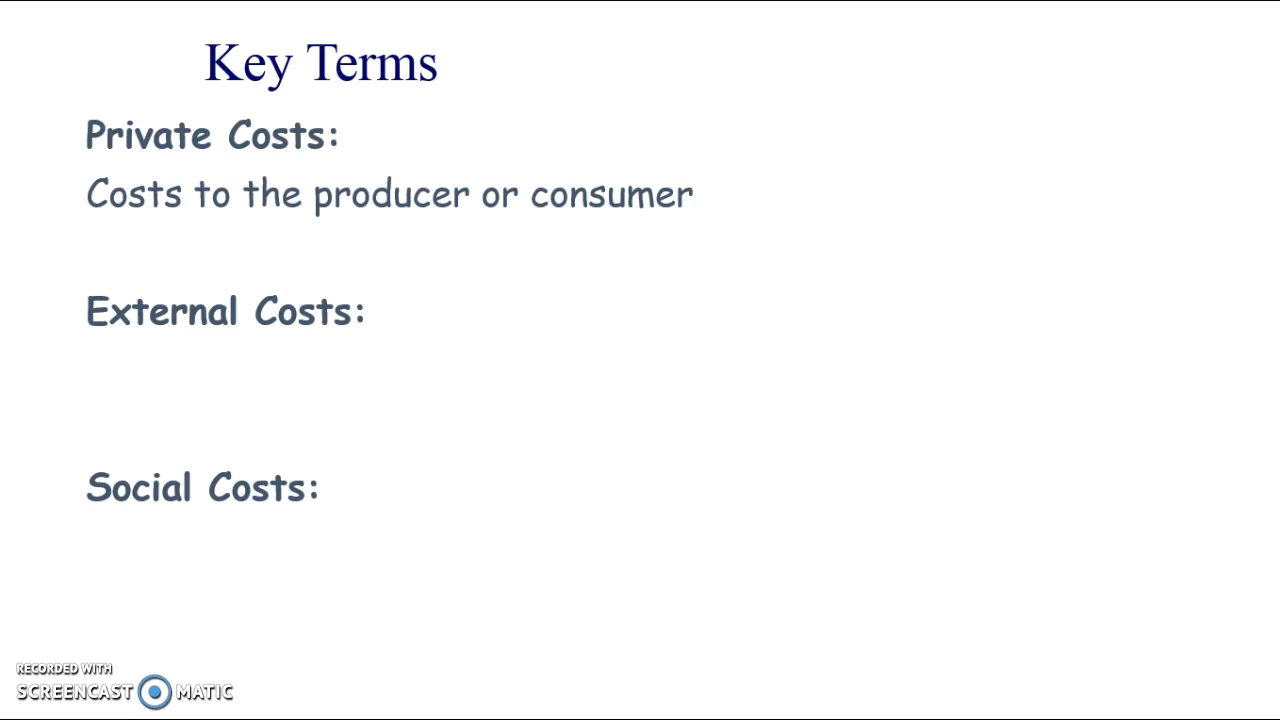 Key Terms
Private Costs:
Costs to the producer or consumer
External Costs:
Social Costs:
RECORDED WITH
SCREENCAST MATIC